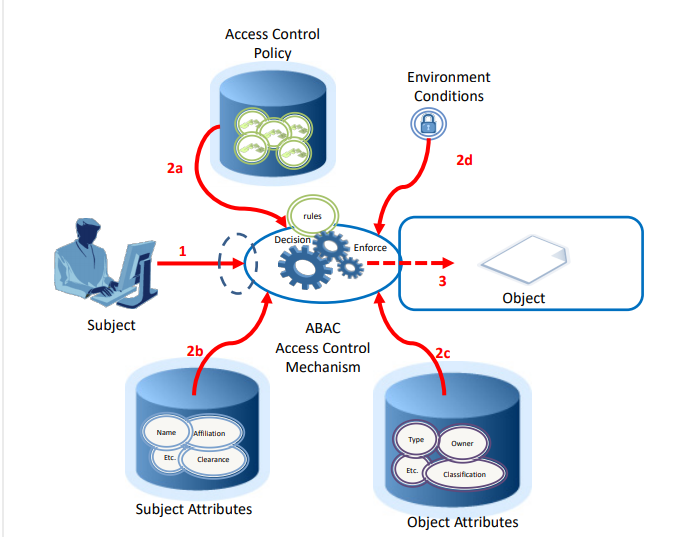 Access Control
Policy
Environment
Conditions
2a
2d
rules
Decision
Enforce
1
3
Subject
Object
ABAC
Access Control
Mechanism
2b
2c
Name
Affiliation
Etc.
Clearance
Type
Owner
Etc.
Classification
Subject Attributes
Object Attributes